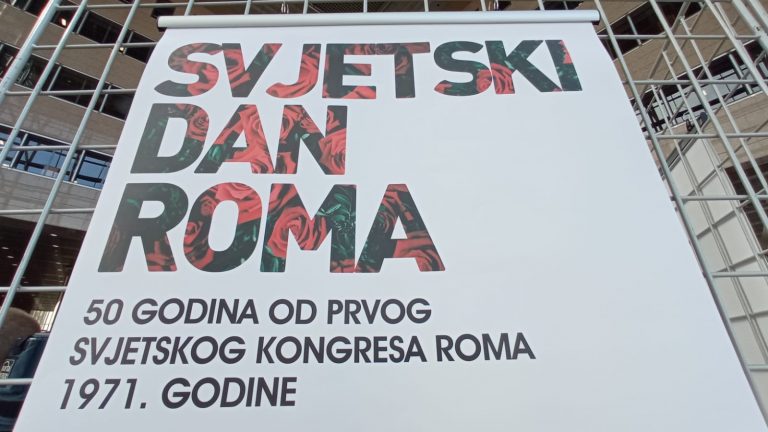 SVJETSKI
DAN
ROMA
50 GODINA OD PRVOG
SVJETSKOG KONGRESA ROMA
1971. GODINE